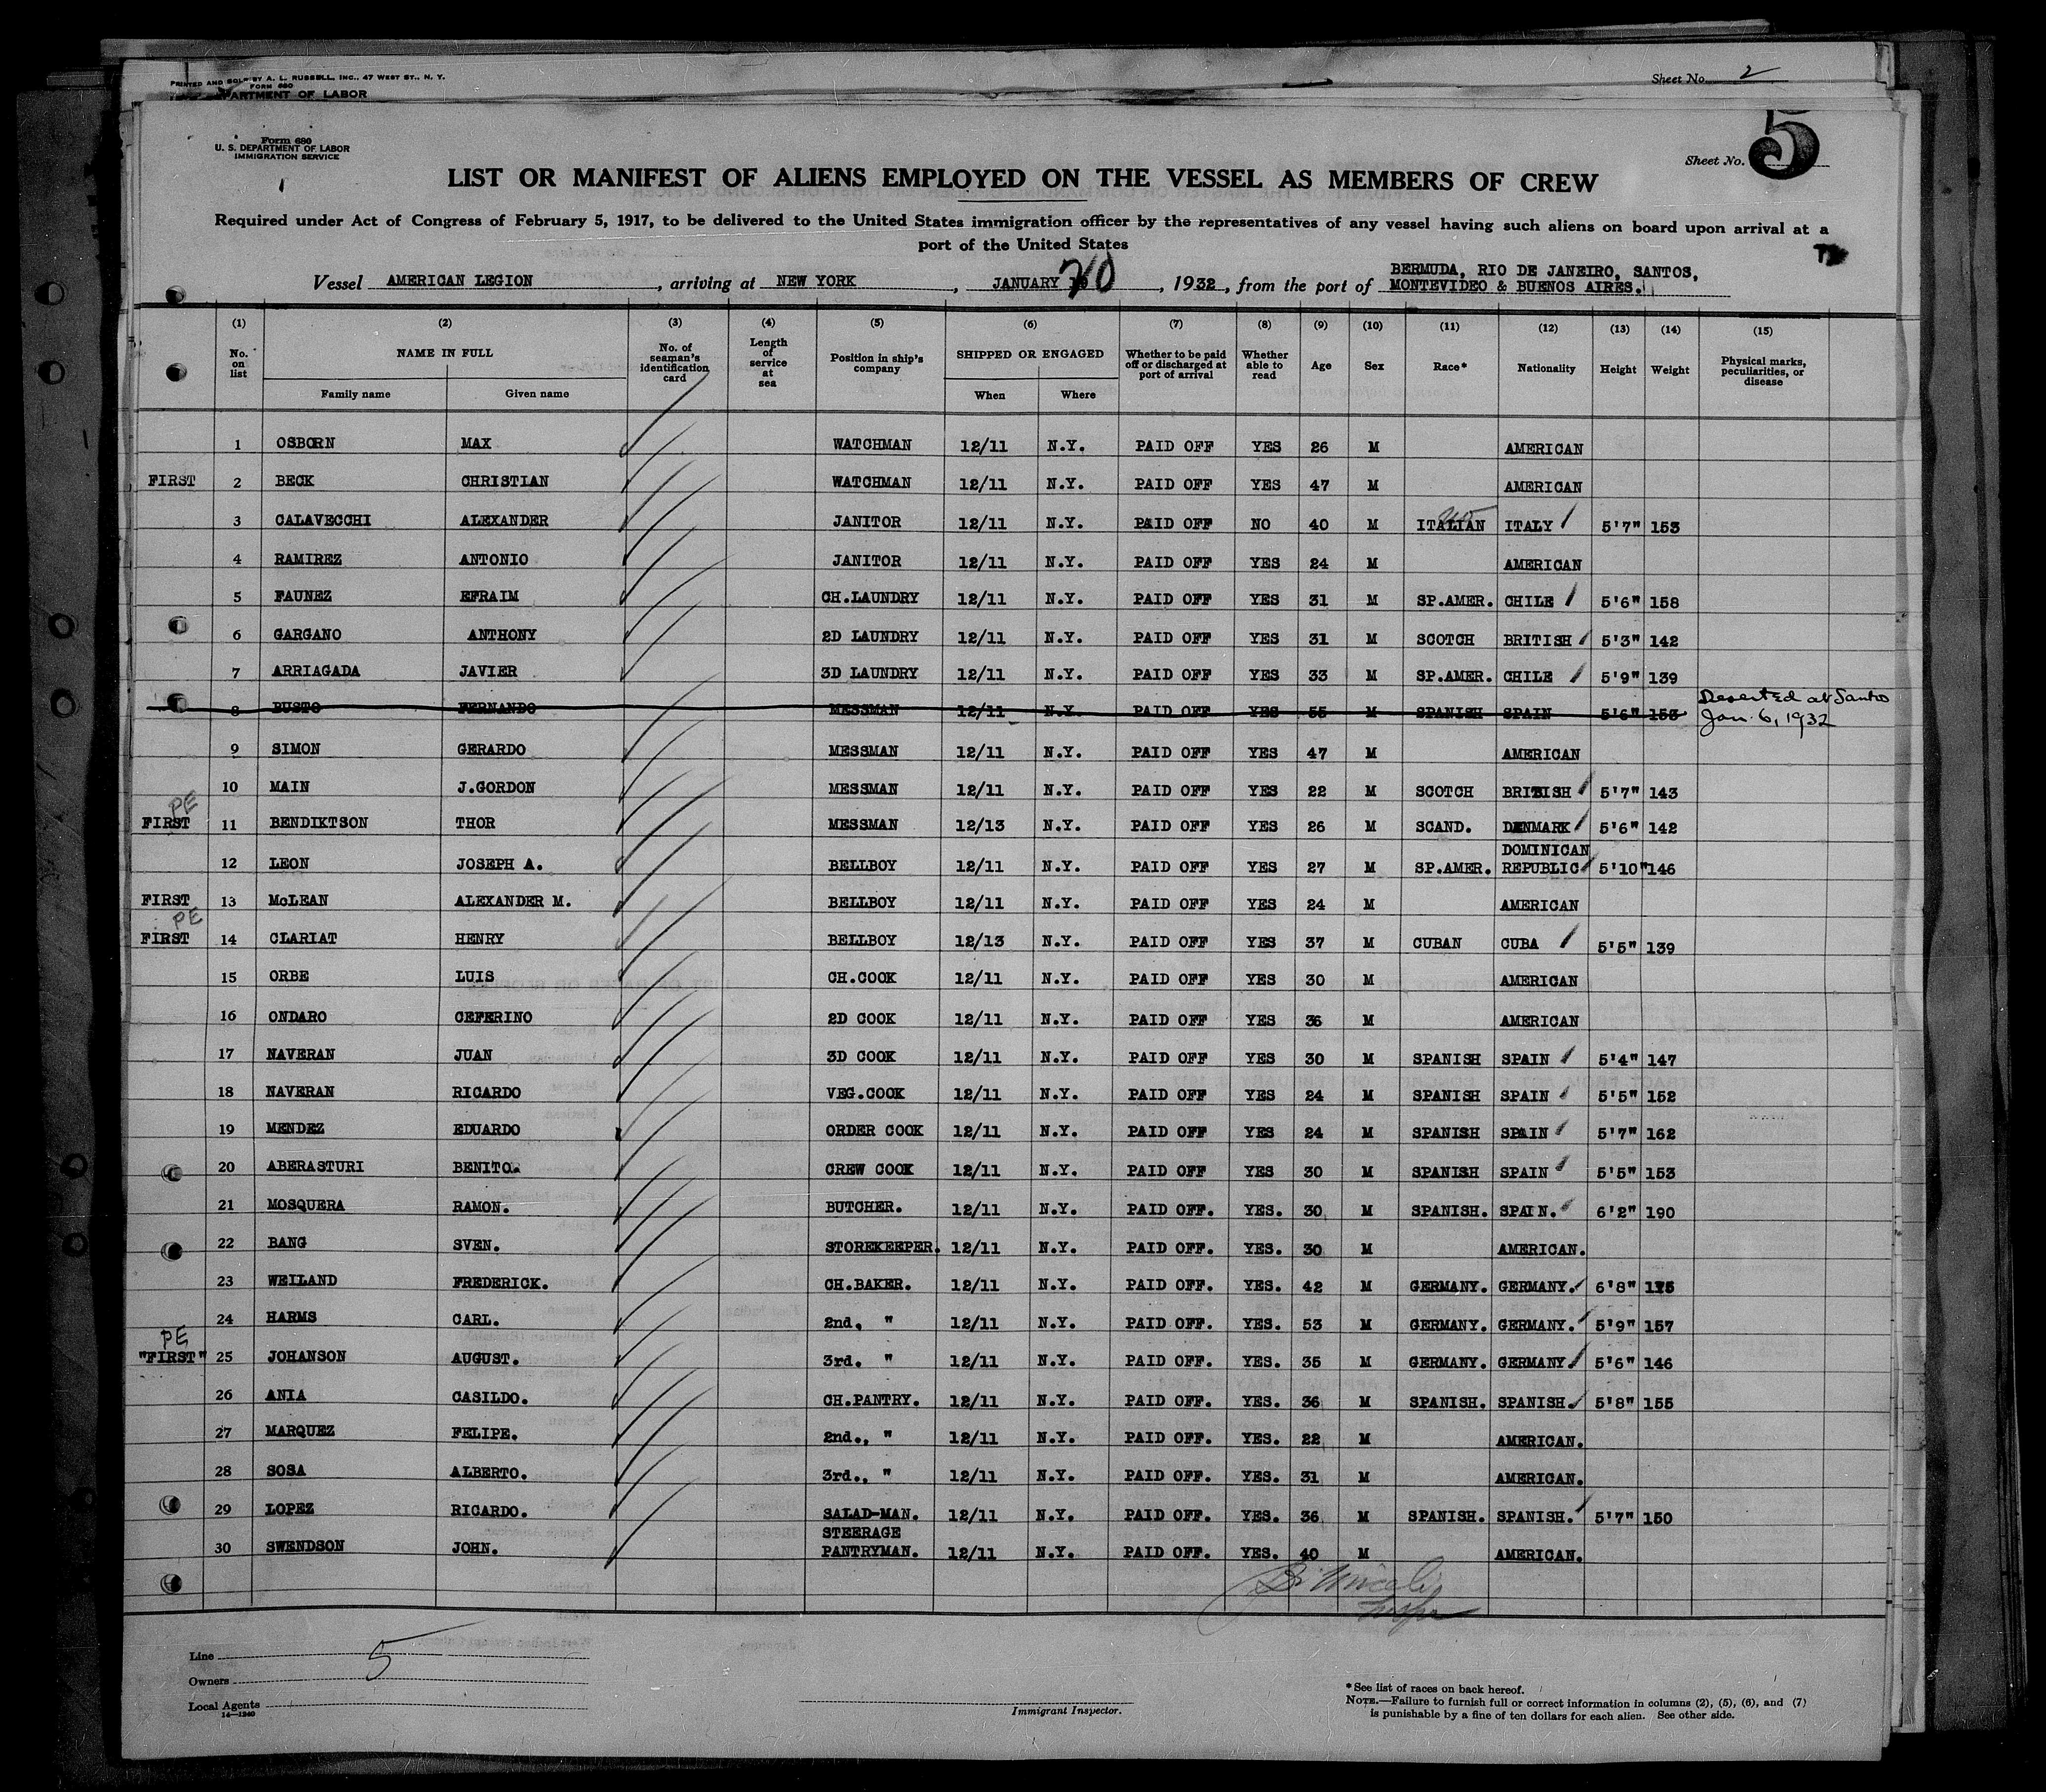 PRINTED AND SOLD BY A. L. RUSSELL, INC., 47 WEST ST., N. Y.
FORM 680
DEPARTMENT OF LABOR
Sheet No. 2
Form 680
U. S. DEPARTMENT OF LABOR
IMMIGRATION SERVICE
Sheet No. 5
LIST OR MANIFEST OF ALIENS EMPLOYED ON THE VESSEL AS MEMBERS OF CREW
Required under Act of Congress of February 5, 1917, to be delivered to the United States immigration officer by the representatives of any vessel having such aliens on board upon arrival at a
port of the United States
Vessel AMERICAN LEGION, arriving at NEW YORK, JANUARY 20, 1932, from the port of BERMUDA, RIO DE JANEIRO, SANTOS,
MONTEVIDEO & BUENOS AIRES.
(1) (2) (3) (4) (5) (6) (7) (8) (9) (10) (11) (12) (13) (14) (15)
No. on list NAME IN FULL Family name Given name No. of seaman's identification card Length of service at sea Position in ship's company SHIPPED OR ENGAGED When Where Whether to be paid off or discharged at port of arrival Whether able to read Age Sex Race* Nationality Height Weight Physical marks, peculiarities, or disease
1 OSBORN MAX WATCHMAN 12/11 N.Y. PAID OFF YES 26 M AMERICAN
FIRST 2 BECK CHRISTIAN WATCHMAN 12/11 N.Y. PAID OFF YES 47 M AMERICAN
3 CALAVECCHI ALEXANDER JANITOR 12/11 N.Y. PAID OFF NO 40 M ITALIAN ITALY 5'7" 153
4 RAMIREZ ANTONIO JANITOR 12/11 N.Y. PAID OFF YES 24 M AMERICAN
5 FAUNEZ EFRAIM CH.LAUNDRY 12/11 N.Y. PAID OFF YES 31 M SP.AMER. CHILE 5'6" 158
6 GARGANO ANTHONY 2D LAUNDRY 12/11 N.Y. PAID OFF YES 31 M SCOTCH BRITISH 5'3" 142
7 ARRIAGADA JAVIER 3D LAUNDRY 12/11 N.Y. PAID OFF YES 33 M SP.AMER. CHILE 5'9" 139
8 BUSTO FERNANDO MESSMAN 12/11 N.Y. PAID OFF YES 55 M SPANISH SPAIN 5'6" 153 Deserted at Santos Jan. 6, 1932
9 SIMON GERARDO MESSMAN 12/11 N.Y. PAID OFF YES 47 M AMERICAN
10 MAIN J.GORDON MESSMAN 12/11 N.Y. PAID OFF YES 22 M SCOTCH BRITISH 5'7" 143
PE
FIRST 11 BENDIKTSON THOR MESSMAN 12/13 N.Y. PAID OFF YES 26 M SCAND. DENMARK 5'6" 142
12 LEON JOSEPH A. BELLBOY 12/11 N.Y. PAID OFF YES 27 M SP.AMER. DOMINICAN REPUBLIC 5'10" 146
FIRST 13 McLEAN ALEXANDER M. BELLBOY 12/11 N.Y. PAID OFF YES 24 M AMERICAN
PE
FIRST 14 CLARIAT HENRY BELLBOY 12/13 N.Y. PAID OFF YES 37 M CUBAN CUBA 5'5" 139
15 ORBE LUIS CH.COOK 12/11 N.Y. PAID OFF YES 30 M AMERICAN
16 ONDARO CEFERINO 2D COOK 12/11 N.Y. PAID OFF YES 36 M AMERICAN
17 NAVERAN JUAN 3D COOK 12/11 N.Y. PAID OFF YES 30 M SPANISH SPAIN 5'4" 147
18 NAVERAN RICARDO VEG.COOK 12/11 N.Y. PAID OFF YES 24 M SPANISH SPAIN 5'5" 152
19 MENDEZ EDUARDO ORDER COOK 12/11 N.Y. PAID OFF YES 24 M SPANISH SPAIN 5'7" 162
20 ABERASTURI BENITO. CREW COOK 12/11 N.Y. PAID OFF YES 30 M SPANISH SPAIN 5'5" 153
21 MOSQUERA RAMON. BUTCHER. 12/11 N.Y. PAID OFF. YES. 30 M SPANISH. SPAIN. 6'2" 190
22 BANG SVEN. STOREKEEPER. 12/11 N.Y. PAID OFF. YES. 30 M AMERICAN.
23 WEILAND FREDERICK. CH.BAKER. 12/11 N.Y. PAID OFF. YES. 42 M GERMANY. GERMANY. 6'8" 175
24 HARMS CARL. 2nd. " 12/11 N.Y. PAID OFF. YES. 53 M GERMANY. GERMANY. 5'9" 157
PE
"FIRST" 25 JOHANSON AUGUST. 3rd. " 12/11 N.Y. PAID OFF. YES. 35 M GERMANY. GERMANY 5'6" 146
26 ANIA CASILDO. CH.PANTRY. 12/11 N.Y. PAID OFF. YES. 36 M SPANISH. SPANISH. 5'8" 155
27 MARQUEZ FELIPE. 2nd., " 12/11 N.Y. PAID OFF. YES. 22 M AMERICAN.
28 SOSA ALBERTO. 3rd., " 12/11 N.Y. PAID OFF. YES. 31 M AMERICAN.
29 LOPEZ RICARDO. SALAD-MAN. 12/11 N.Y. PAID OFF. YES. 36 M SPANISH. SPANISH. 5'7" 150
30 SWENDSON JOHN. STEERAGE PANTRYMAN. 12/11 N.Y. PAID OFF. YES. 40 M AMERICAN.
Line
5
Owners
Local Agents
14—1240
Immigrant Inspector.
*See list of races on back hereof.
NOTE.—Failure to furnish full or correct information in columns (2), (5), (6), and (7)
is punishable by a fine of ten dollars for each alien. See other side.